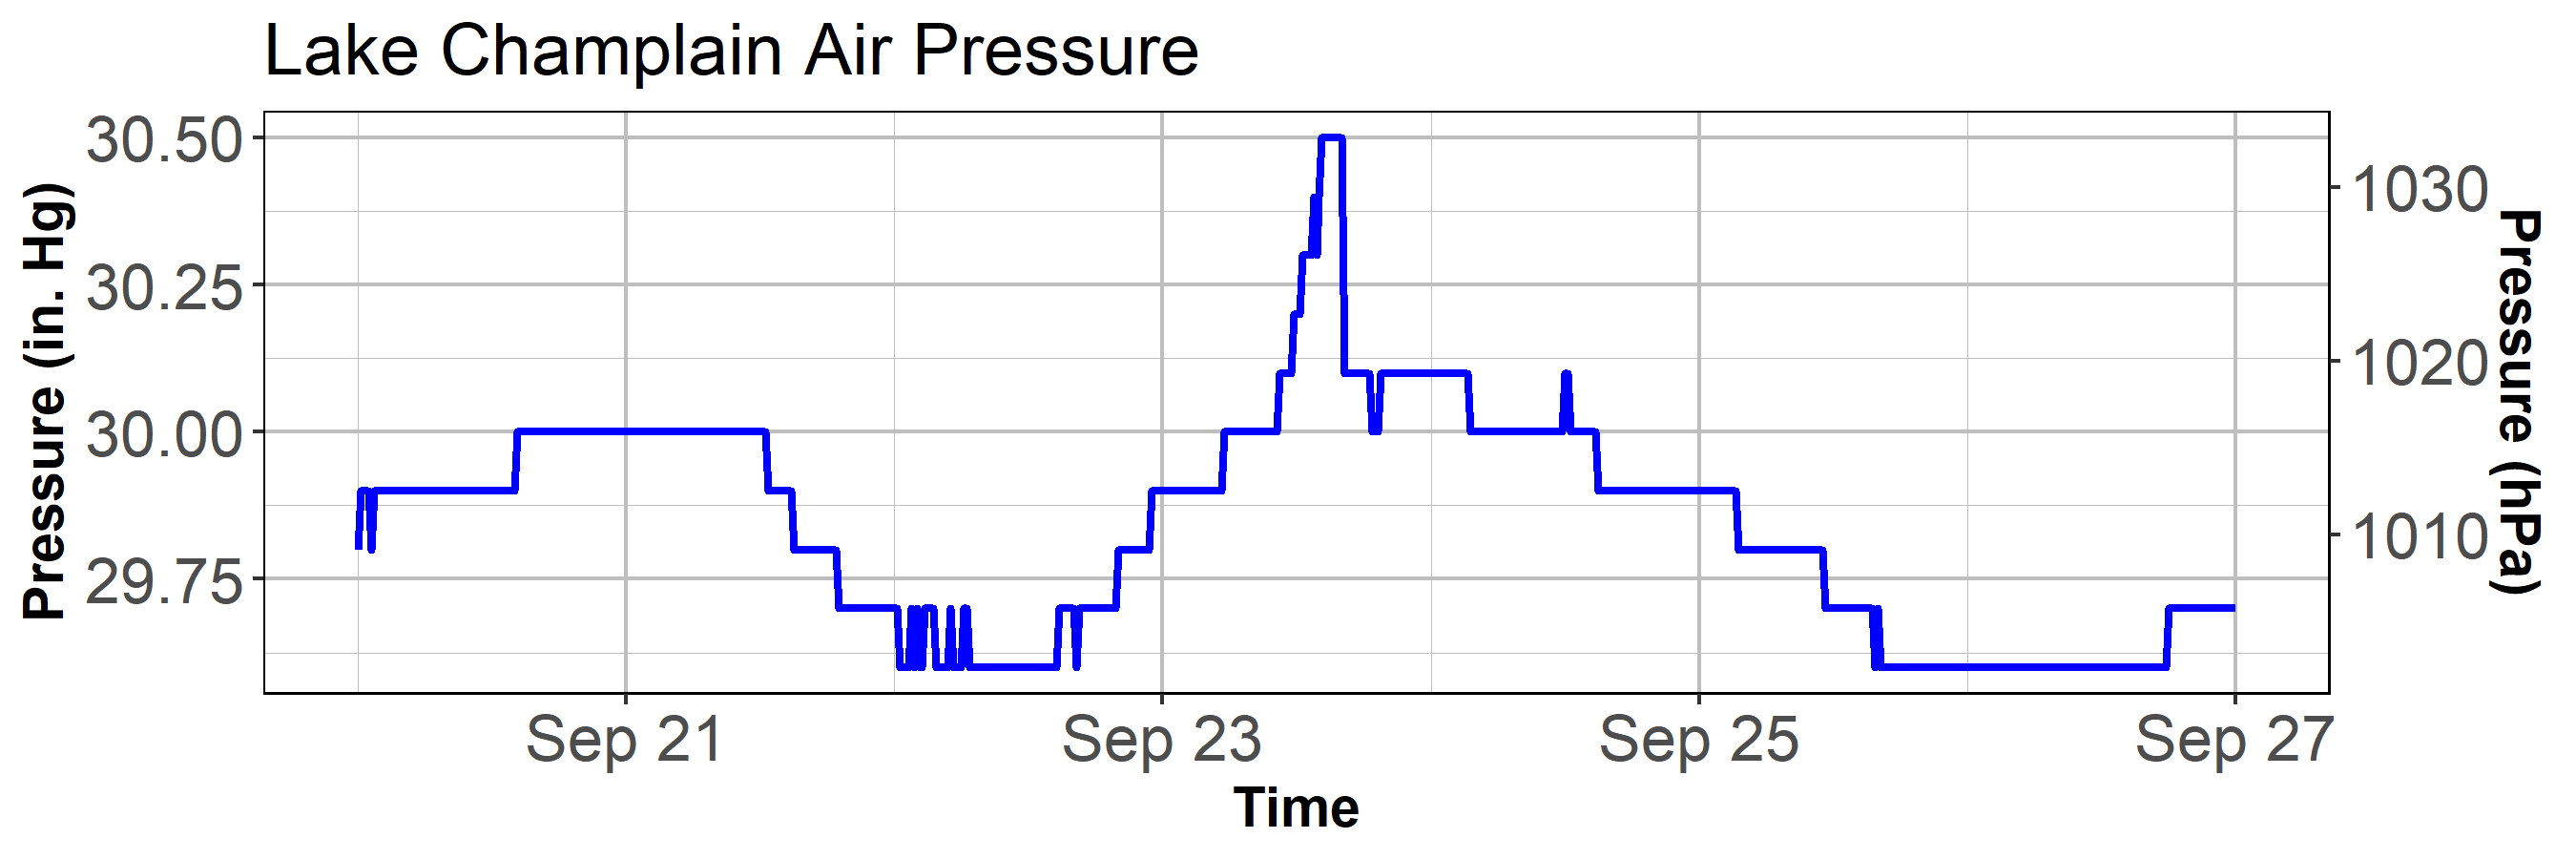 Lake Champlain Air Pressure
Pressure (in. Hg)
30.50
30.25
30.00
29.75
1030
1020
1010
Pressure (hPa)
Sep 21
Sep 23
Sep 25
Sep 27
Time